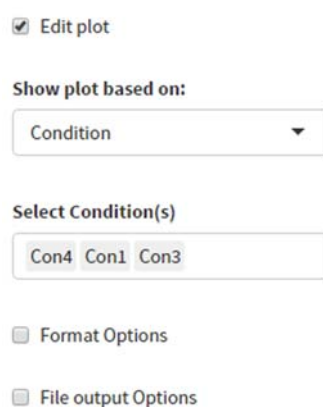 Edit plot
Show plot based on:
Condition
Select Condition(s)
Con4 Con1 Con3
Format Options
File output Options